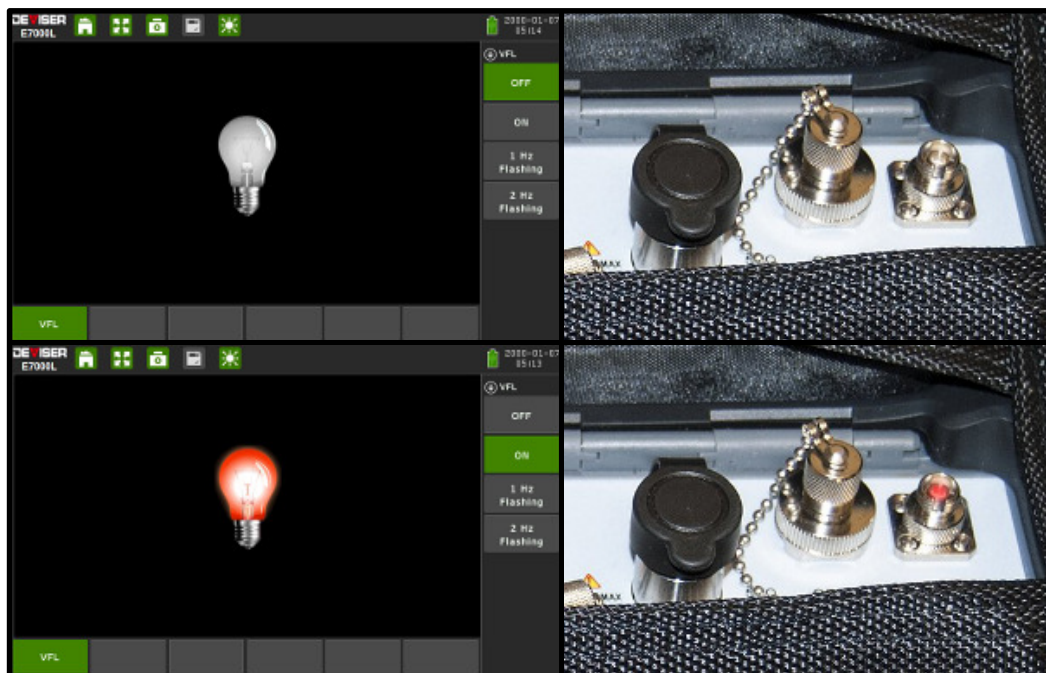 DEVISER
E7000L
2000-01-07
05:14
VFL
OFF
ON
1 Hz
Flashing
2 Hz
Flashing
VFL
MAX
DEVISER
E7000L
2000-01-07
05:13
VFL
OFF
ON
1 Hz
Flashing
2 Hz
Flashing
VFL
MAX